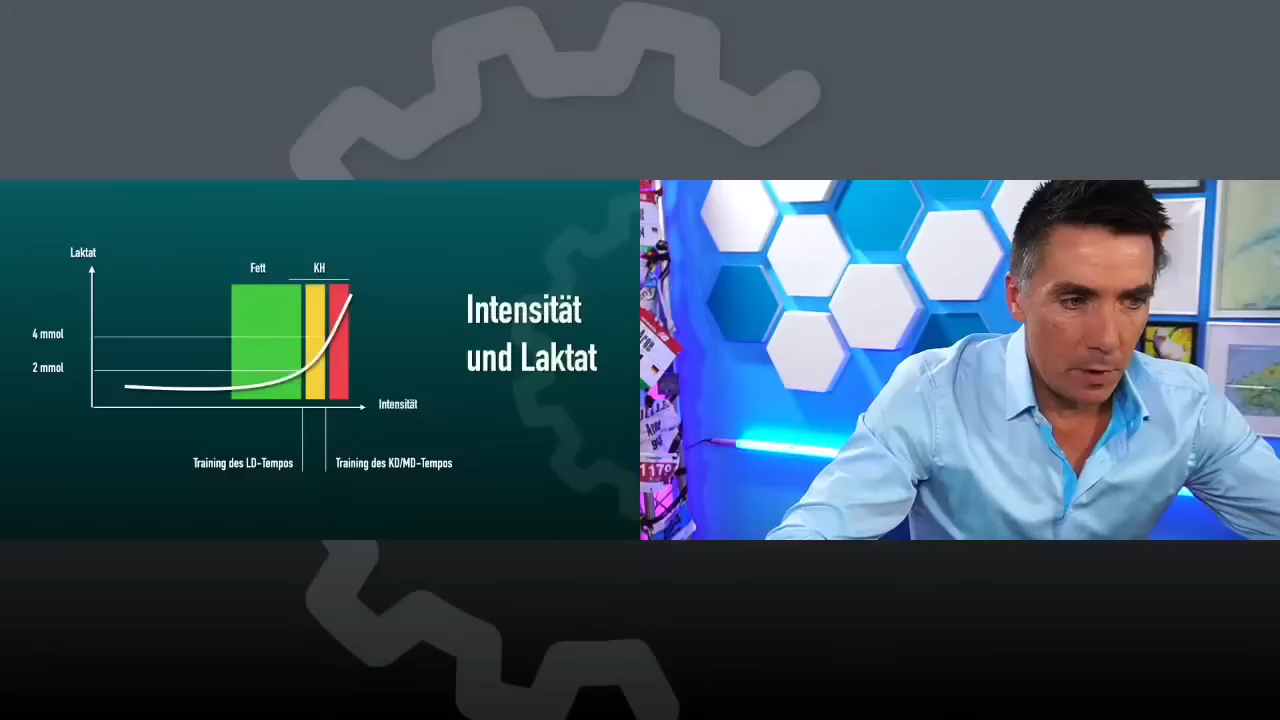 Laktat
Fett
KH
4 mmol
2 mmol
Intensität
Training des LD-Tempos
Training des KD/MD-Tempos
Intensität
und Laktat
1179